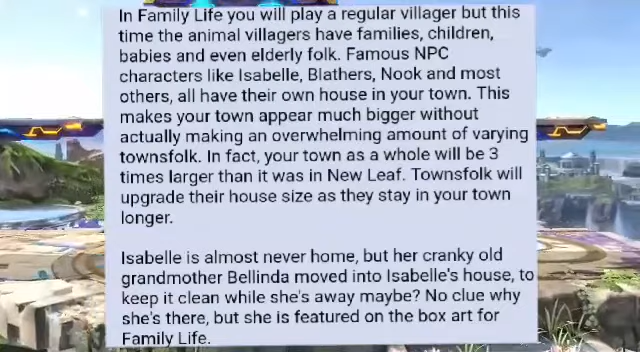 In Family Life you will play a regular villager but this
time the animal villagers have families, children,
babies and even elderly folk. Famous NPC
characters like Isabelle, Blathers, Nook and most
others, all have their own house in your town. This
makes your town appear much bigger without
actually making an overwhelming amount of varying
townsfolk. In fact, your town as a whole will be 3
times larger than it was in New Leaf. Townsfolk will
upgrade their house size as they stay in your town
longer.
Isabelle is almost never home, but her cranky old
grandmother Bellinda moved into Isabelle's house, to
keep it clean while she's away maybe? No clue why
she's there, but she is featured on the box art for
Family Life.